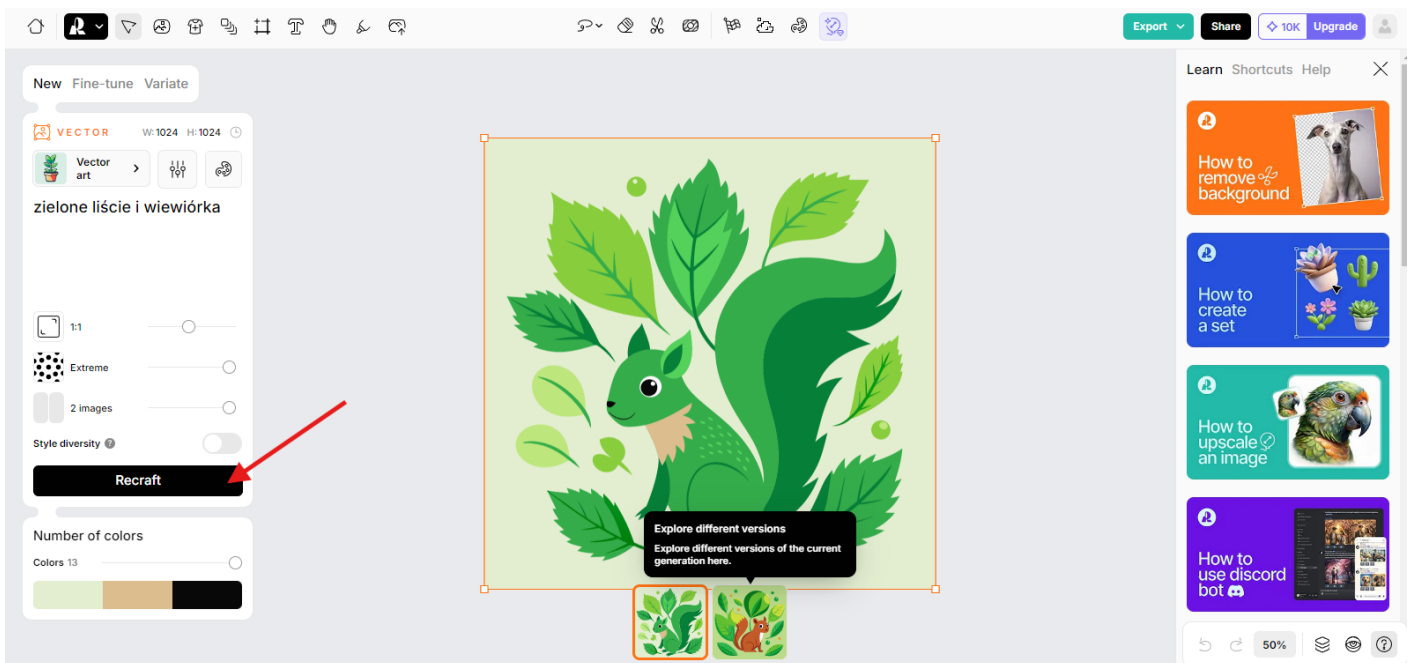 Export
Share
10K
Upgrade
New Fine-tune Variate
VECTOR W: 1024 H: 1024
Vector
art
zielone liście i wiewiórka
1:1
Extreme
2 images
Style diversity ?
Recraft
Number of colors
Colors 13
Explore different versions
Explore different versions of the current
generation here.
Learn Shortcuts Help
How to
remove
background
How to
create
a set
How to
upscale
an image
How to
use discord
bot
50%
?